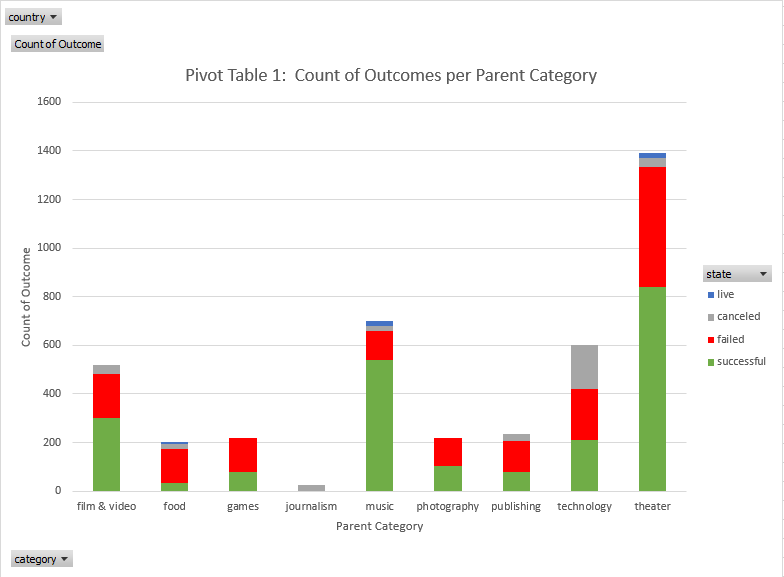 country
Count of Outcome
Pivot Table 1:  Count of Outcomes per Parent Category
1600
1400
1200
1000
800
600
400
200
0
Count of Outcome
film & video
food
games
journalism
music
photography
publishing
technology
theater
Parent Category
state
live
canceled
failed
successful
category